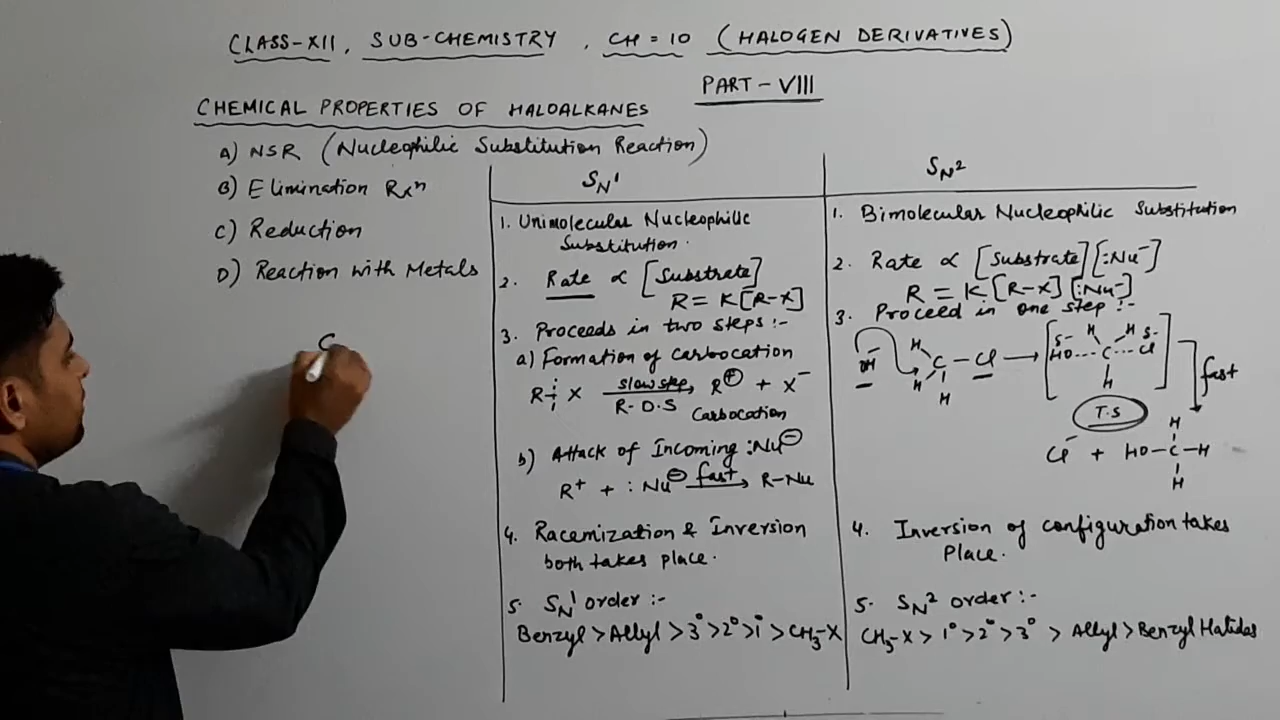 CLASS-XII, SUB-CHEMISTRY, CH = 10 (HALOGEN DERIVATIVES)
PART - VIII
CHEMICAL PROPERTIES OF HALOALKANES
A) NSR (Nucleophilic Substitution Reaction)
B) Elimination Rxn
C) Reduction
D) Reaction with Metals
C
SN1
1. Unimolecular Nucleophilic
Substitution.
2. Rate ∝ [Substrate]
R = K[R-X]
3. Proceeds in two steps :-
a) Formation of Carbocation
R-X slow step → R⊕ + X⁻
R.D.S Carbocation
b) Attack of Incoming :Nu⊖
R⁺ + :Nu⊖ fast → R-Nu
4. Racemization & Inversion
both takes place.
5. SN1 order :-
Benzyl > Allyl > 3° > 2° > 1° > CH3-X
SN2
1. Bimolecular Nucleophilic Substitution
2. Rate ∝ [Substrate][:Nu⁻]
R = K[R-X][:Nu⁻]
3. Proceed in one step :-
H H H δ-
δ-
OH⁻ C - Cl → [HO---C---Cl] fast
H H
H
T.S
H
Cl⁻ + HO-C-H
H
4. Inversion of configuration takes
Place.
5. SN2 order :-
CH3-X > 1° > 2° > 3° > Allyl > Benzyl Halides